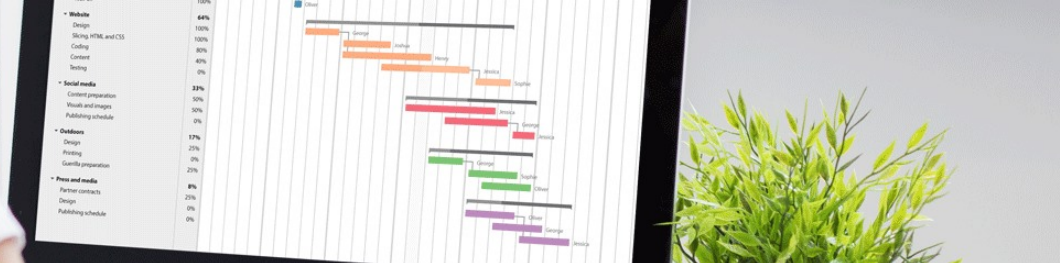 100%
Oliver
Website 64%
Design 100% George
Slicing, HTML and CSS 100% Joshua
Coding 80% Henry
Content 40% Jessica
Testing 0% Sophie
Social media 33%
Content preparation 50% Jessica
Visuals and images 50% George
Publishing schedule 0% Jessica
Outdoors 17%
Design 25% George
Printing 0% Sophie
Guerilla preparation 25% Oliver
Press and media 8%
Partner contracts 25% Oliver
Design 0% George
Publishing schedule 0% Jessica